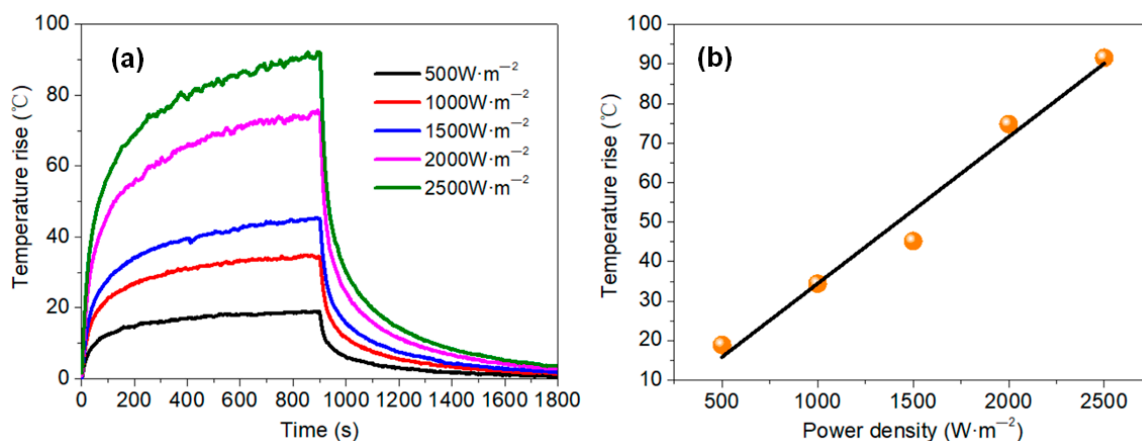 (a)
Temperature rise (℃)
100
80
60
40
20
0
500W·m⁻²
1000W·m⁻²
1500W·m⁻²
2000W·m⁻²
2500W·m⁻²
0 200 400 600 800 1000 1200 1400 1600 1800
Time (s)
(b)
Temperature rise (℃)
100
90
80
70
60
50
40
30
20
10
500 1000 1500 2000 2500
Power density (W·m⁻²)